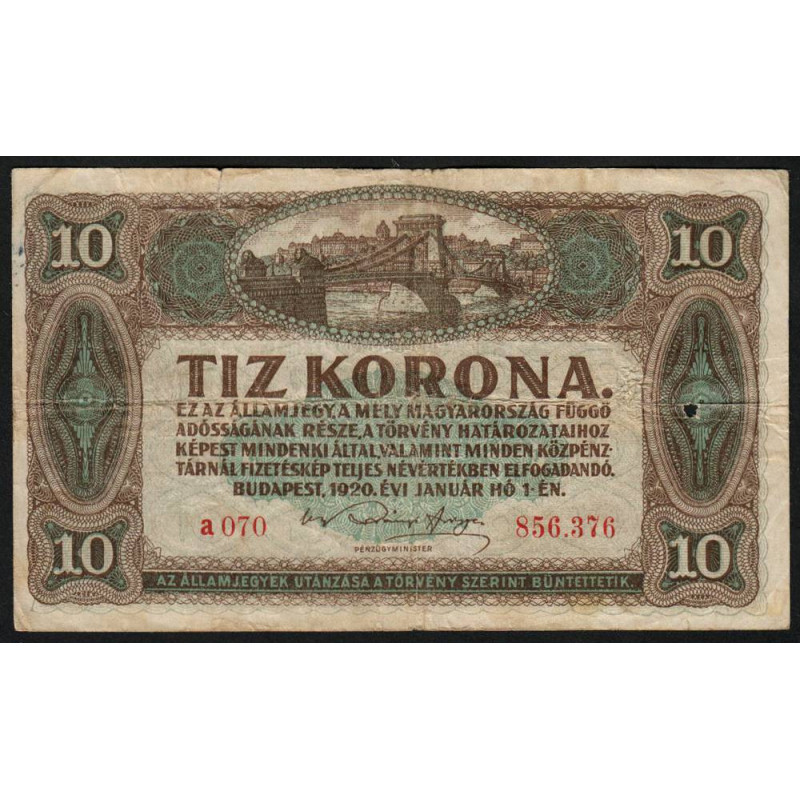 10 10
TIZ KORONA.
EZ AZ ÁLLAMJEGY, A MELY MAGYARORSZÁG FÜGGŐ
ADÓSSÁGÁNAK RÉSZE, A TÖRVÉNY HATÁROZATAIHOZ
KÉPEST MINDENKI ÁLTAL, VALAMINT MINDEN KÖZPÉNZ-
TÁRNÁL FIZETÉSKÉP TELJES NÉVÉRTÉKBEN ELFOGADANDÓ.
BUDAPEST, 1920. ÉVI JANUÁR HÓ 1-ÉN.
a 070 856.376
PÉNZÜGYMINISTER
10 10
AZ ÁLLAMJEGYEK UTÁNZÁSA A TÖRVÉNY SZERINT BÜNTETTETIK.